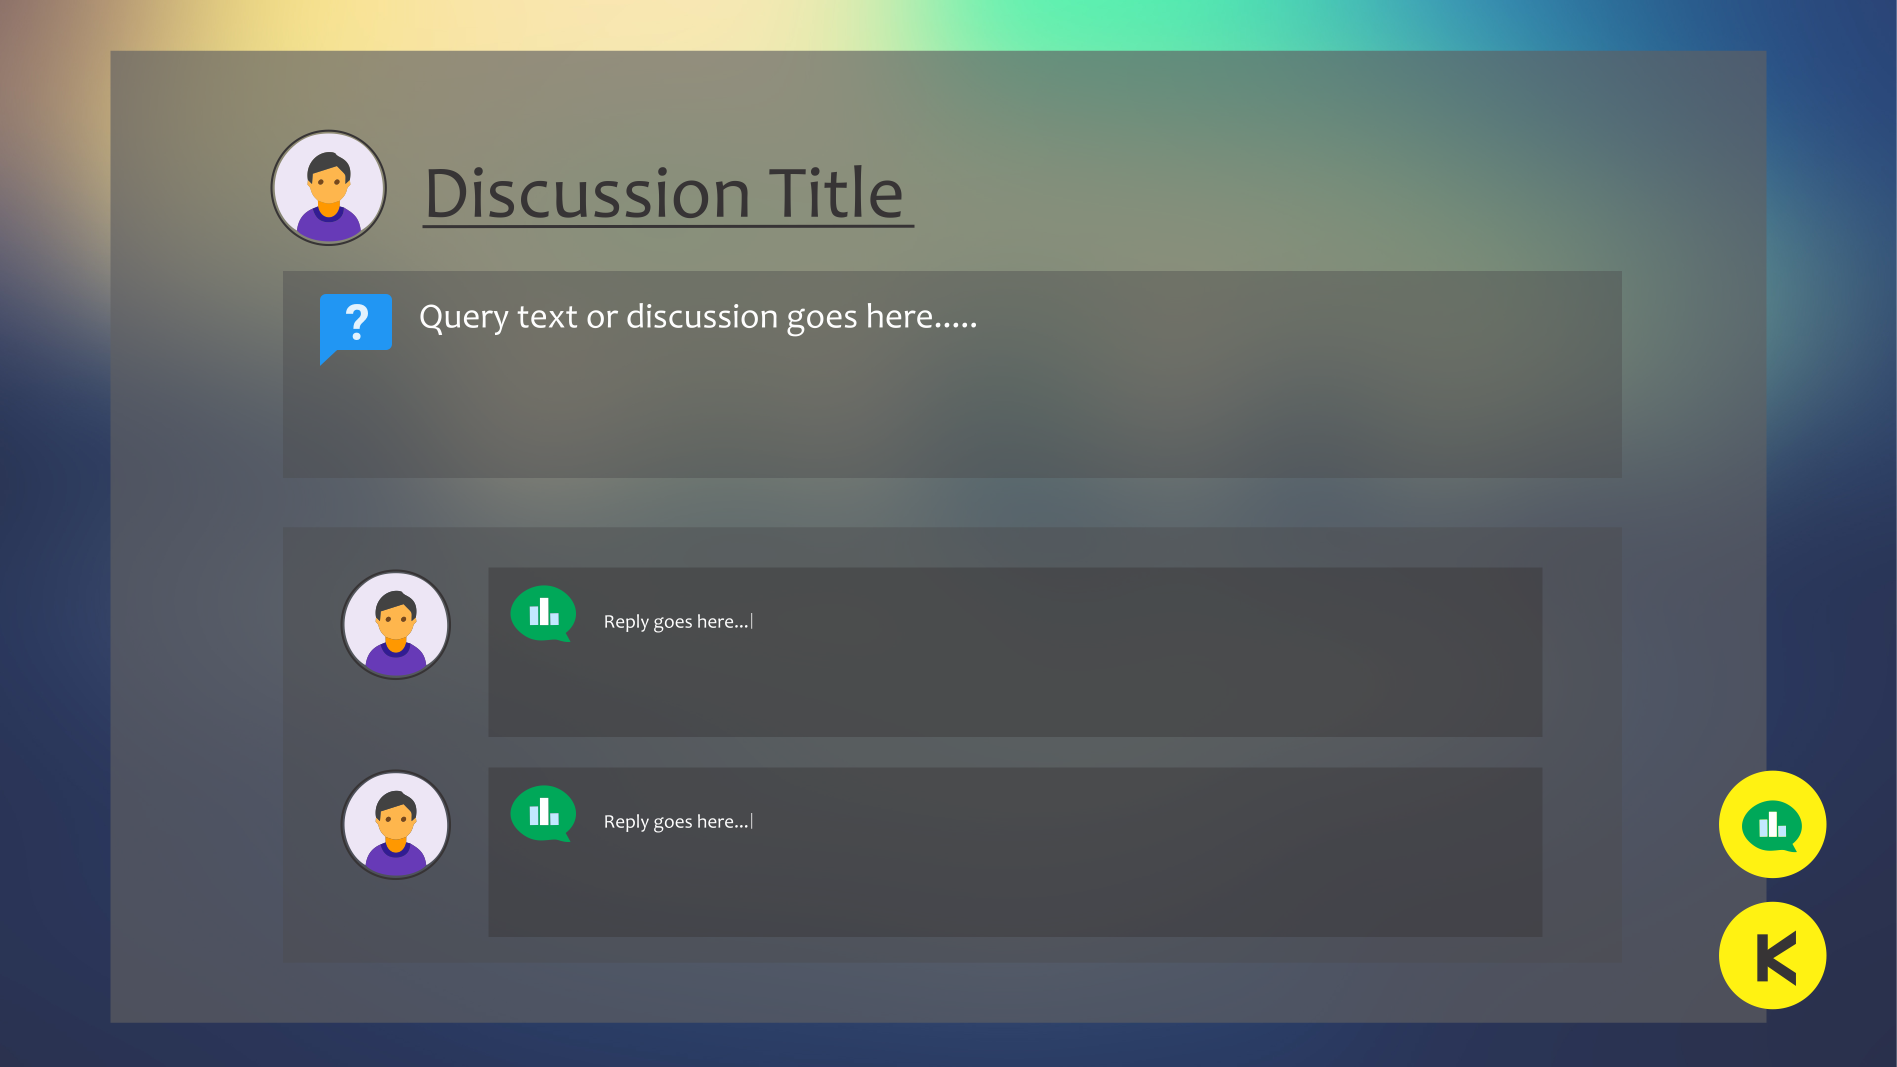 Discussion Title
?
Query text or discussion goes here.....
Reply goes here...|
Reply goes here...|
K